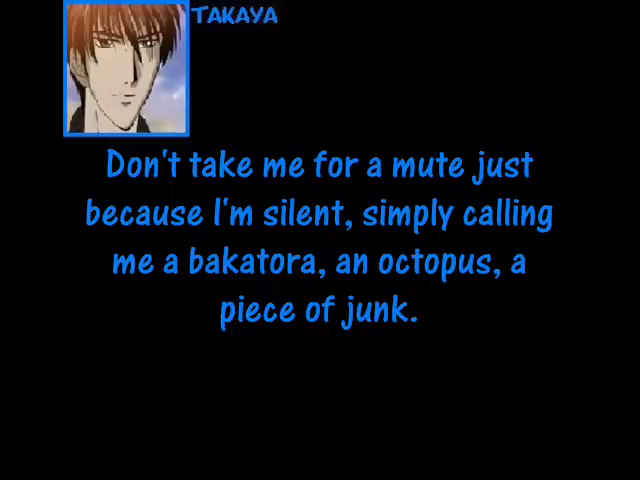 TAKAYA
Don't take me for a mute just
because I'm silent, simply calling
me a bakatora, an octopus, a
piece of junk.